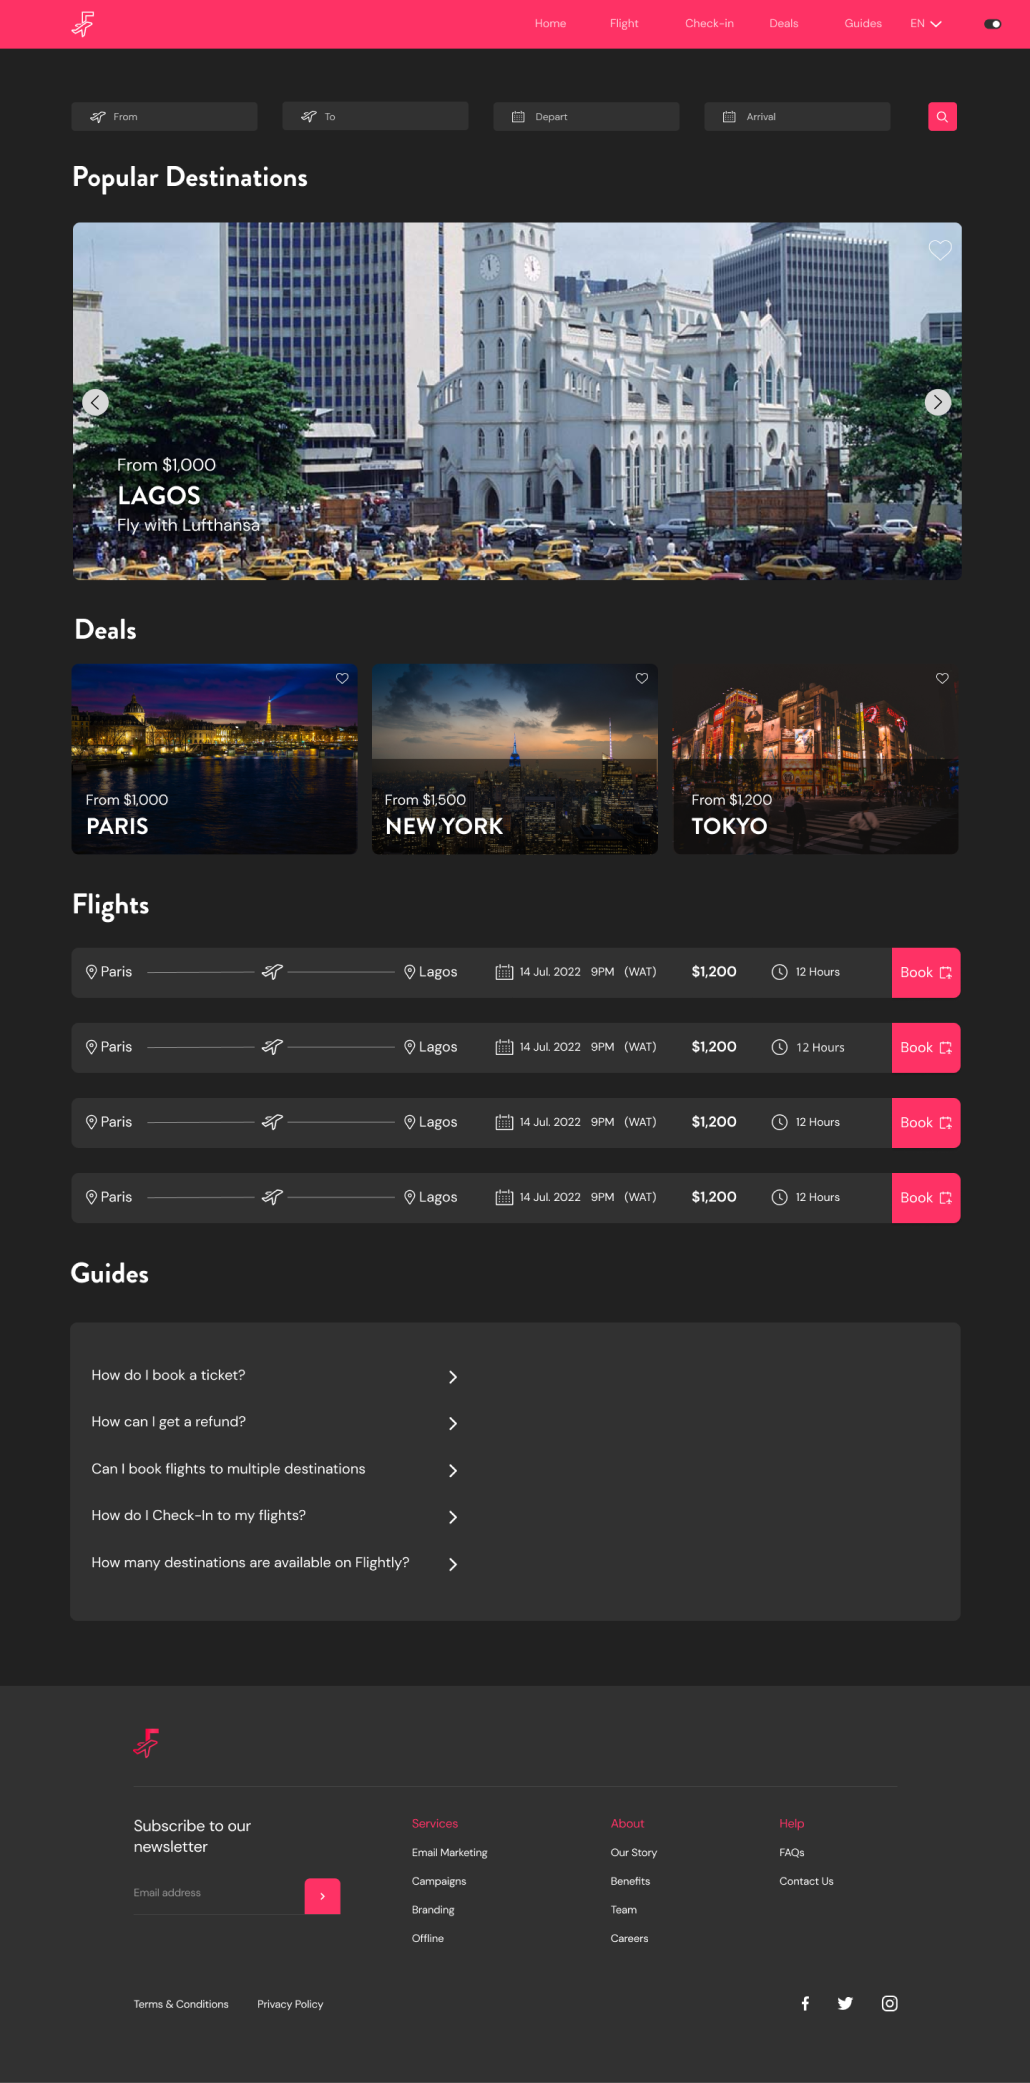 Home Flight Check-in Deals Guides EN
From To Depart Arrival
Popular Destinations
From $1,000
LAGOS
Fly with Lufthansa
Deals
From $1,000
PARIS
From $1,500
NEW YORK
From $1,200
TOKYO
Flights
Paris Lagos 14 Jul. 2022 9PM (WAT) $1,200 12 Hours Book
Paris Lagos 14 Jul. 2022 9PM (WAT) $1,200 12 Hours Book
Paris Lagos 14 Jul. 2022 9PM (WAT) $1,200 12 Hours Book
Paris Lagos 14 Jul. 2022 9PM (WAT) $1,200 12 Hours Book
Guides
How do I book a ticket?
How can I get a refund?
Can I book flights to multiple destinations
How do I Check-In to my flights?
How many destinations are available on Flightly?
Subscribe to our
newsletter
Email address
Services
Email Marketing
Campaigns
Branding
Offline
About
Our Story
Benefits
Team
Careers
Help
FAQs
Contact Us
Terms & Conditions Privacy Policy